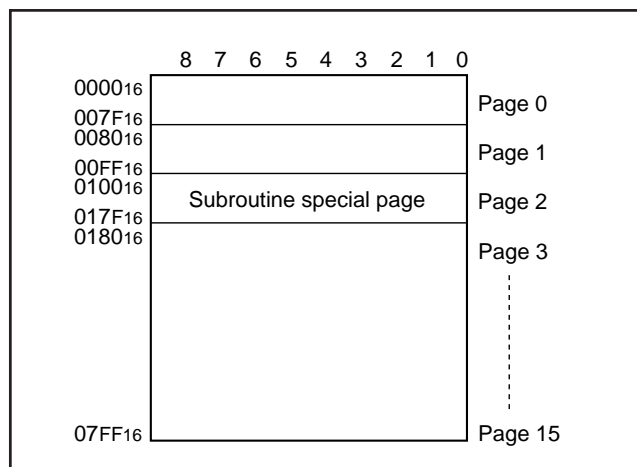 8 7 6 5 4 3 2 1 0
000016
Page 0
007F16
008016
Page 1
00FF16
010016
Subroutine special page
Page 2
017F16
018016
Page 3
07FF16
Page 15